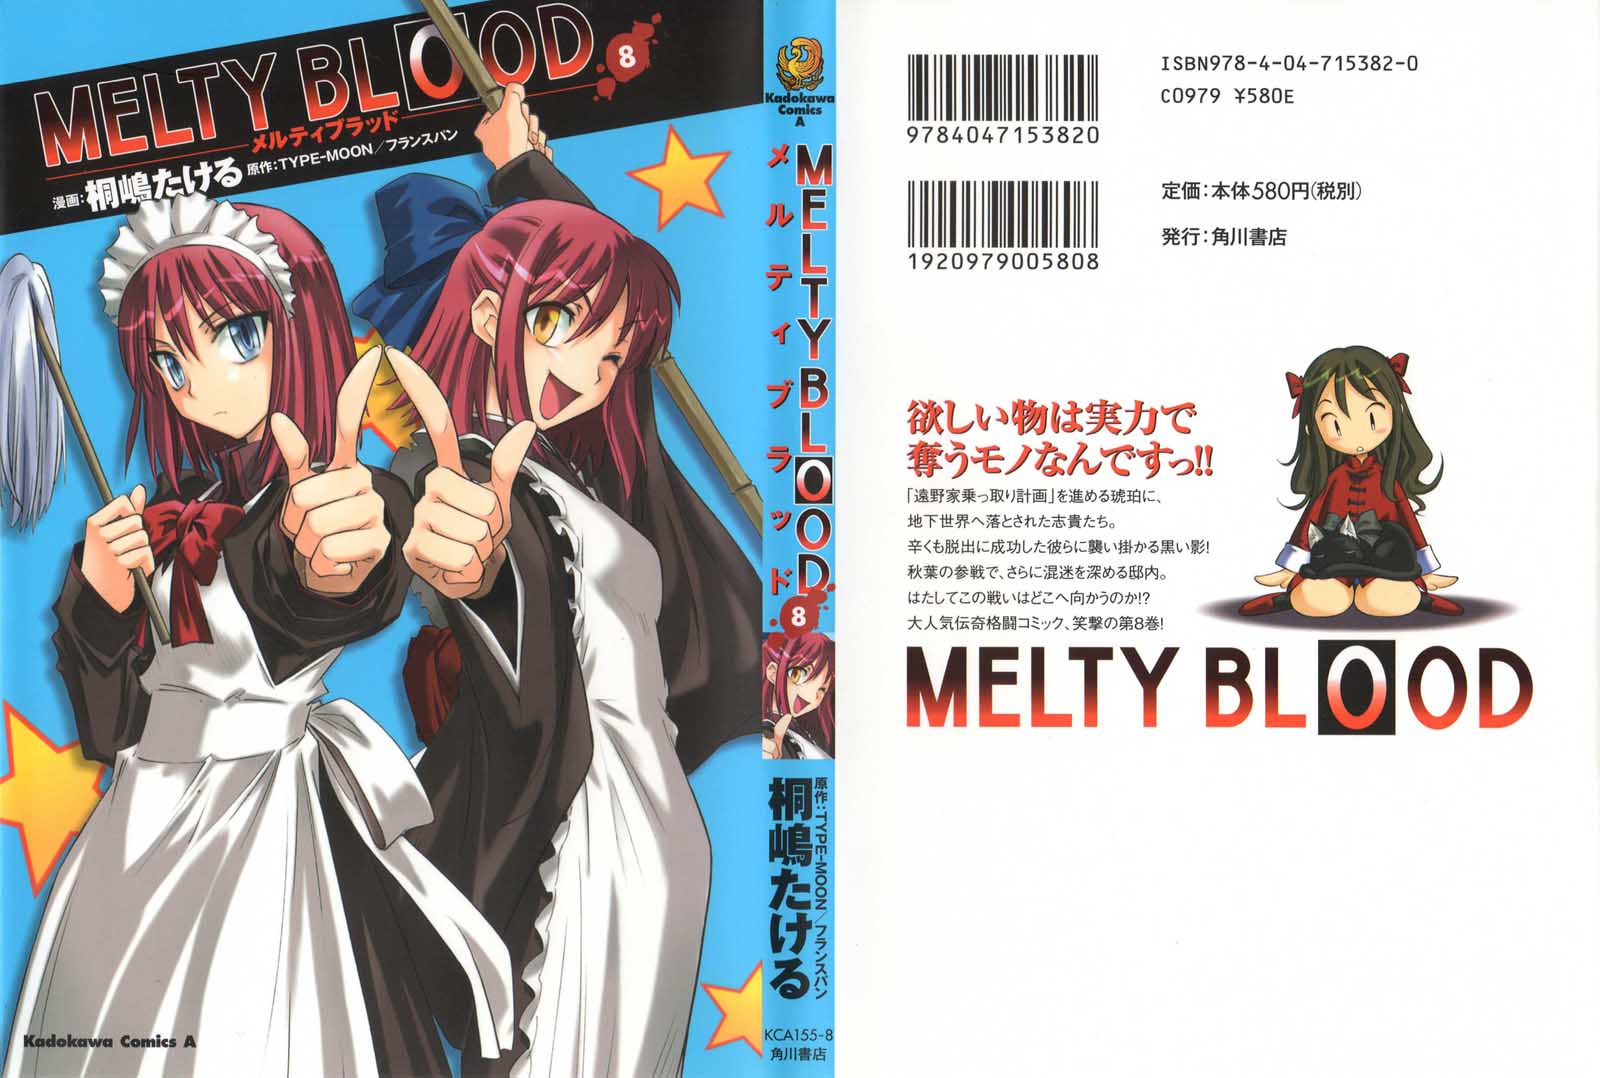 MELTY BLOOD 8
メルティブラッド
漫画:桐嶋たける 原作:TYPE-MOON/フランスパン
Kadokawa Comics A
Kadokawa
Comics
A
メルティブラッド
MELTY BLOOD
8
原作:TYPE-MOON/フランスパン
桐嶋たける
KCA155-8
角川書店
9784047153820
ISBN978-4-04-715382-0
C0979 ¥580E
1920979005808
定価:本体580円(税別)
発行:角川書店
欲しい物は実力で
奪うモノなんですっ!!
「遠野家乗っ取り計画」を進める琥珀に、
地下世界へ落とされた志貴たち。
辛くも脱出に成功した彼らに襲い掛かる黒い影!
秋葉の参戦で、さらに混迷を深める邸内。
はたしてこの戦いはどこへ向かうのか!?
大人気伝奇格闘コミック、笑撃の第8巻!
MELTY BLOOD